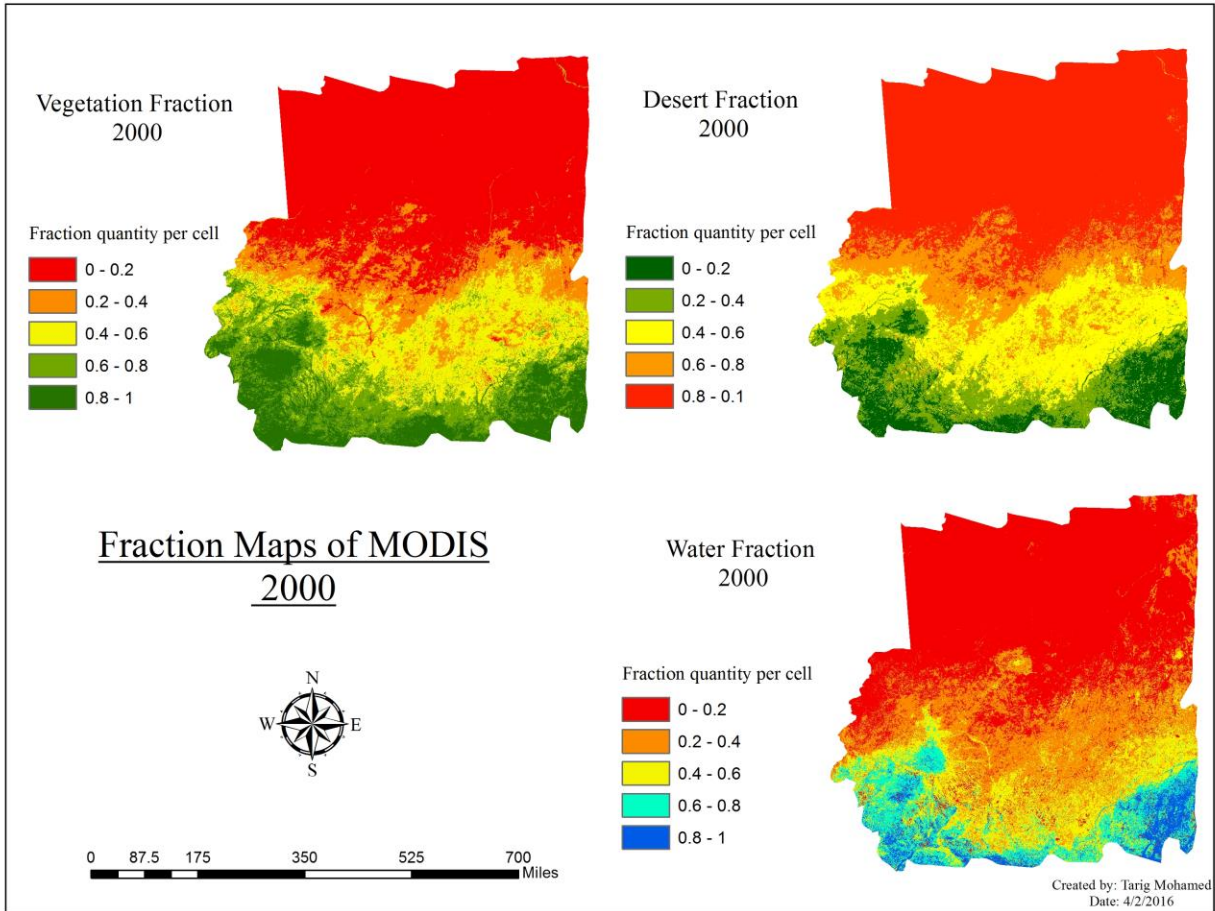 Vegetation Fraction
2000
Fraction quantity per cell
0 - 0.2
0.2 - 0.4
0.4 - 0.6
0.6 - 0.8
0.8 - 1
Desert Fraction
2000
Fraction quantity per cell
0 - 0.2
0.2 - 0.4
0.4 - 0.6
0.6 - 0.8
0.8 - 0.1
Fraction Maps of MODIS
2000
N
W E
S
0 87.5 175 350 525 700
Miles
Water Fraction
2000
Fraction quantity per cell
0 - 0.2
0.2 - 0.4
0.4 - 0.6
0.6 - 0.8
0.8 - 1
Created by: Tarig Mohamed
Date: 4/2/2016